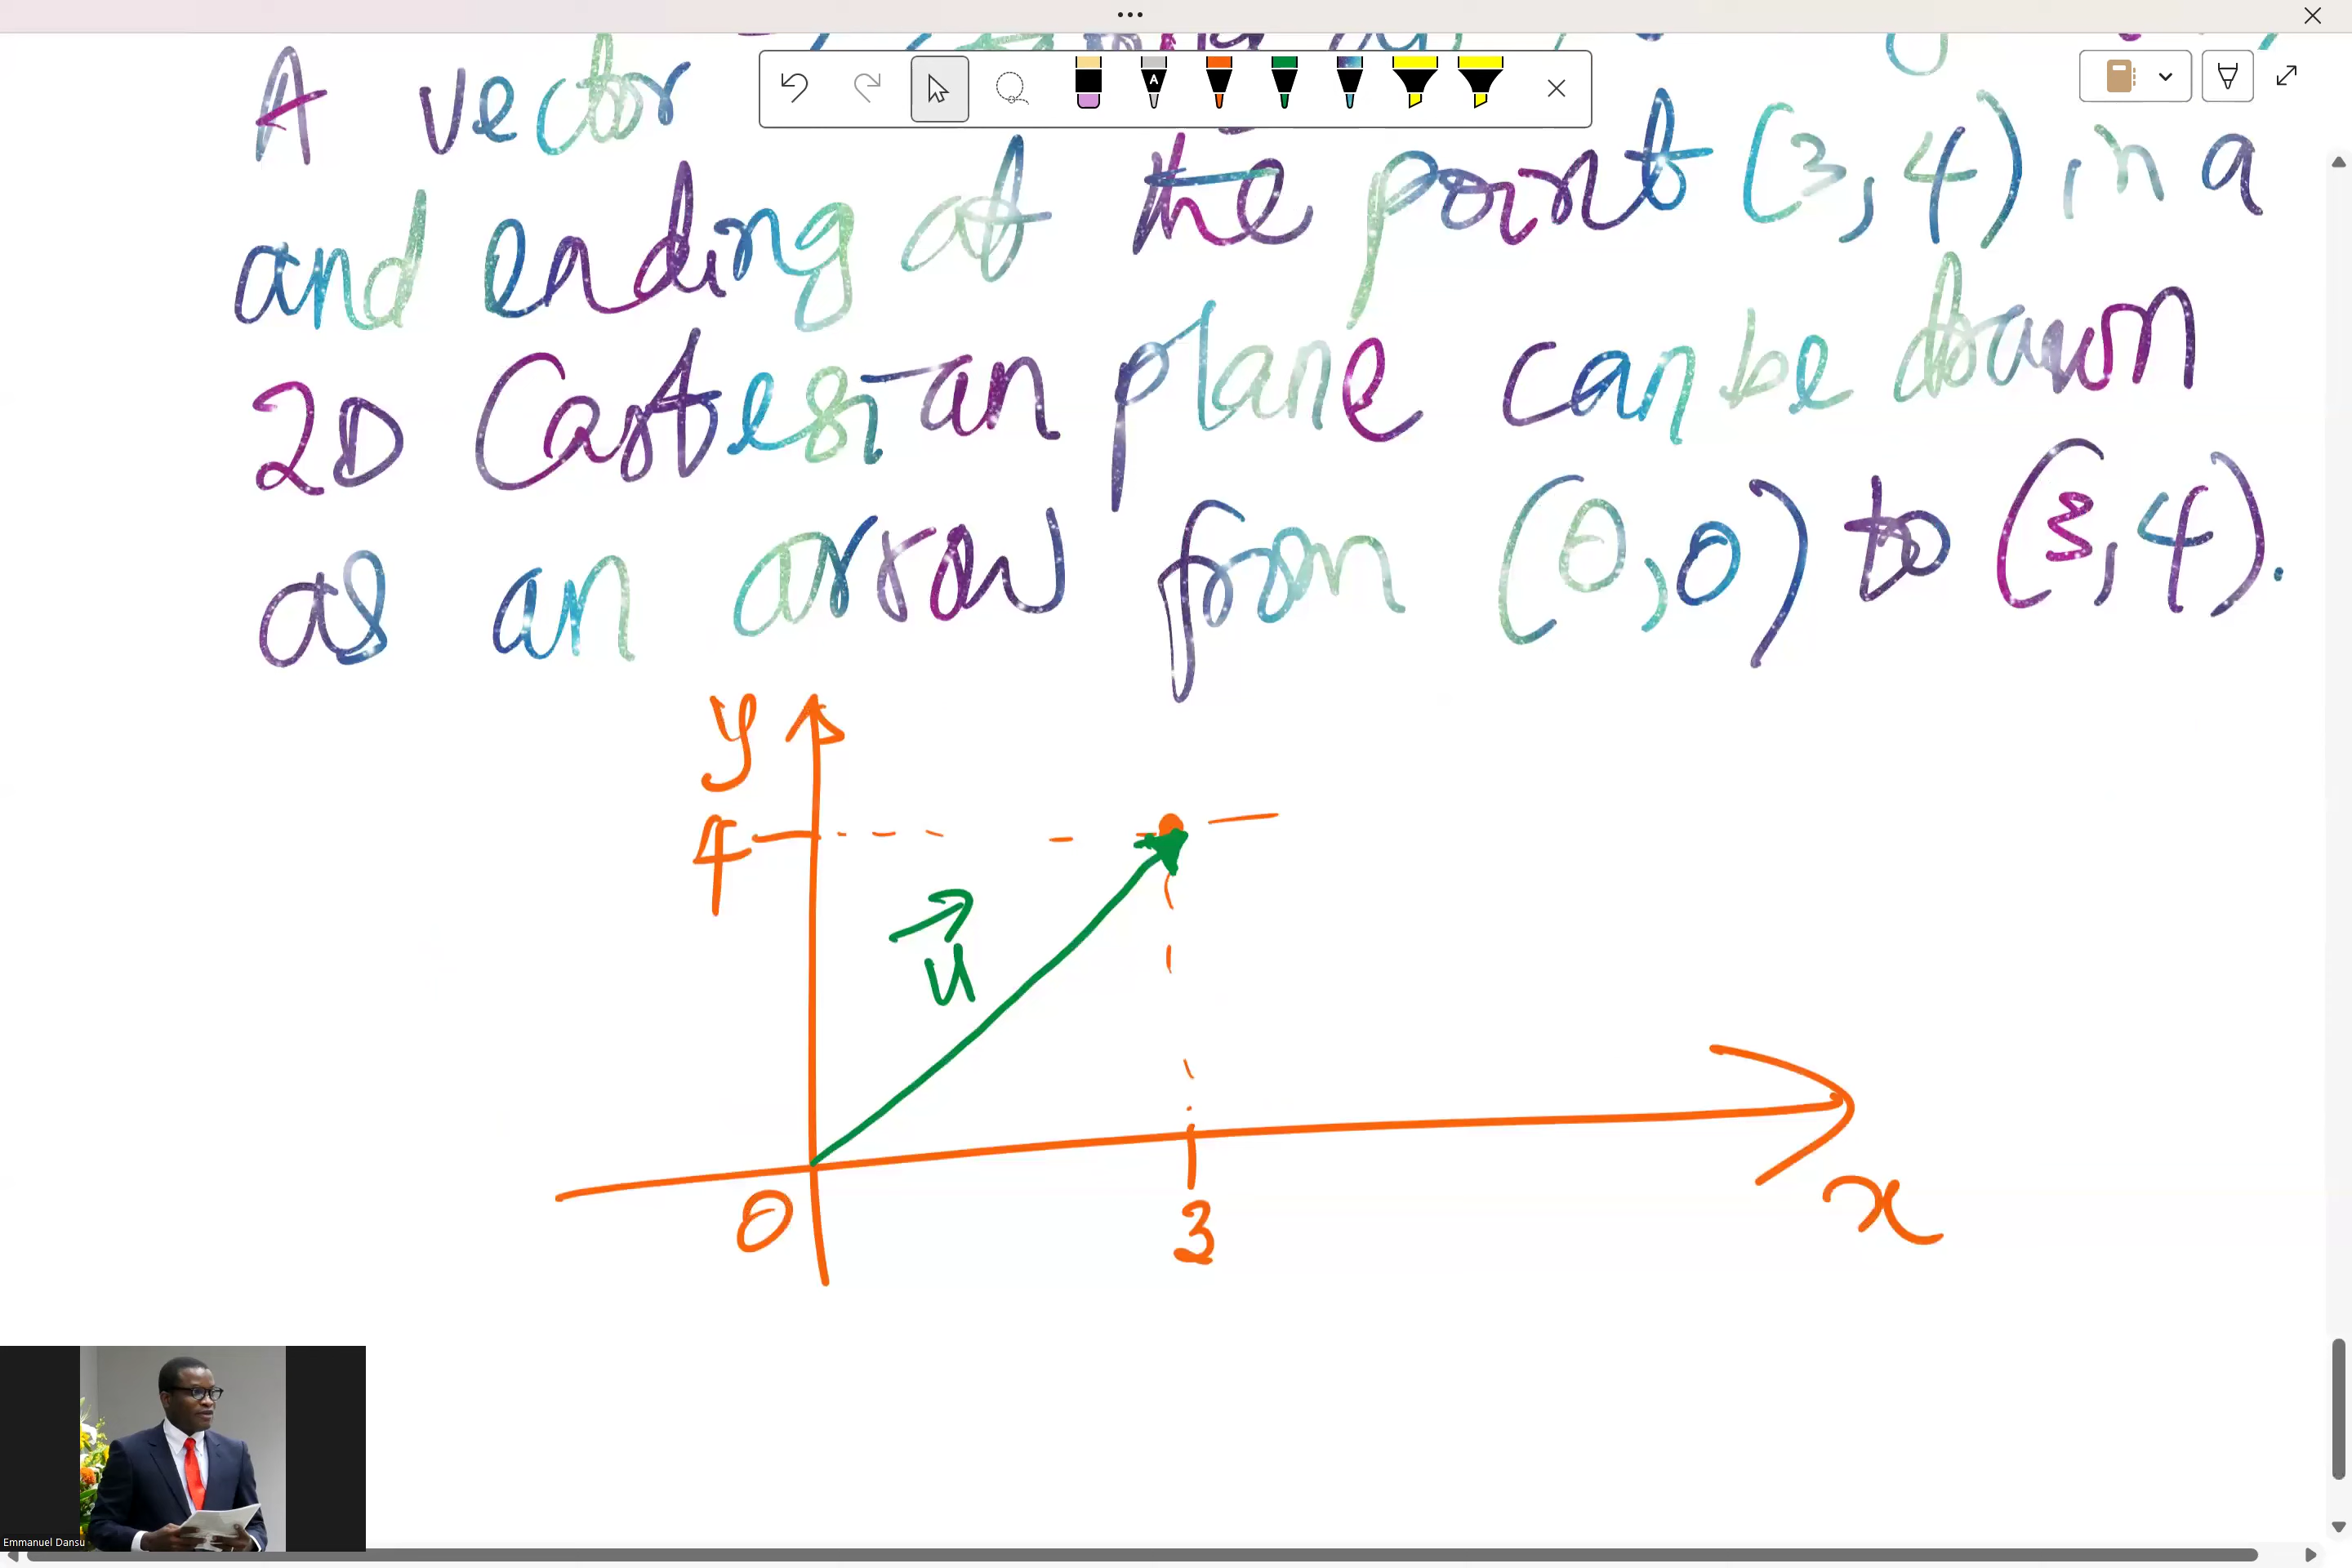 A vector
and ending at the point (3, 4) in a
2D Cartesian plane can be drawn
as an arrow from (0,0) to (3,4).
y
4
u
0
3
x
Emmanuel Dansu